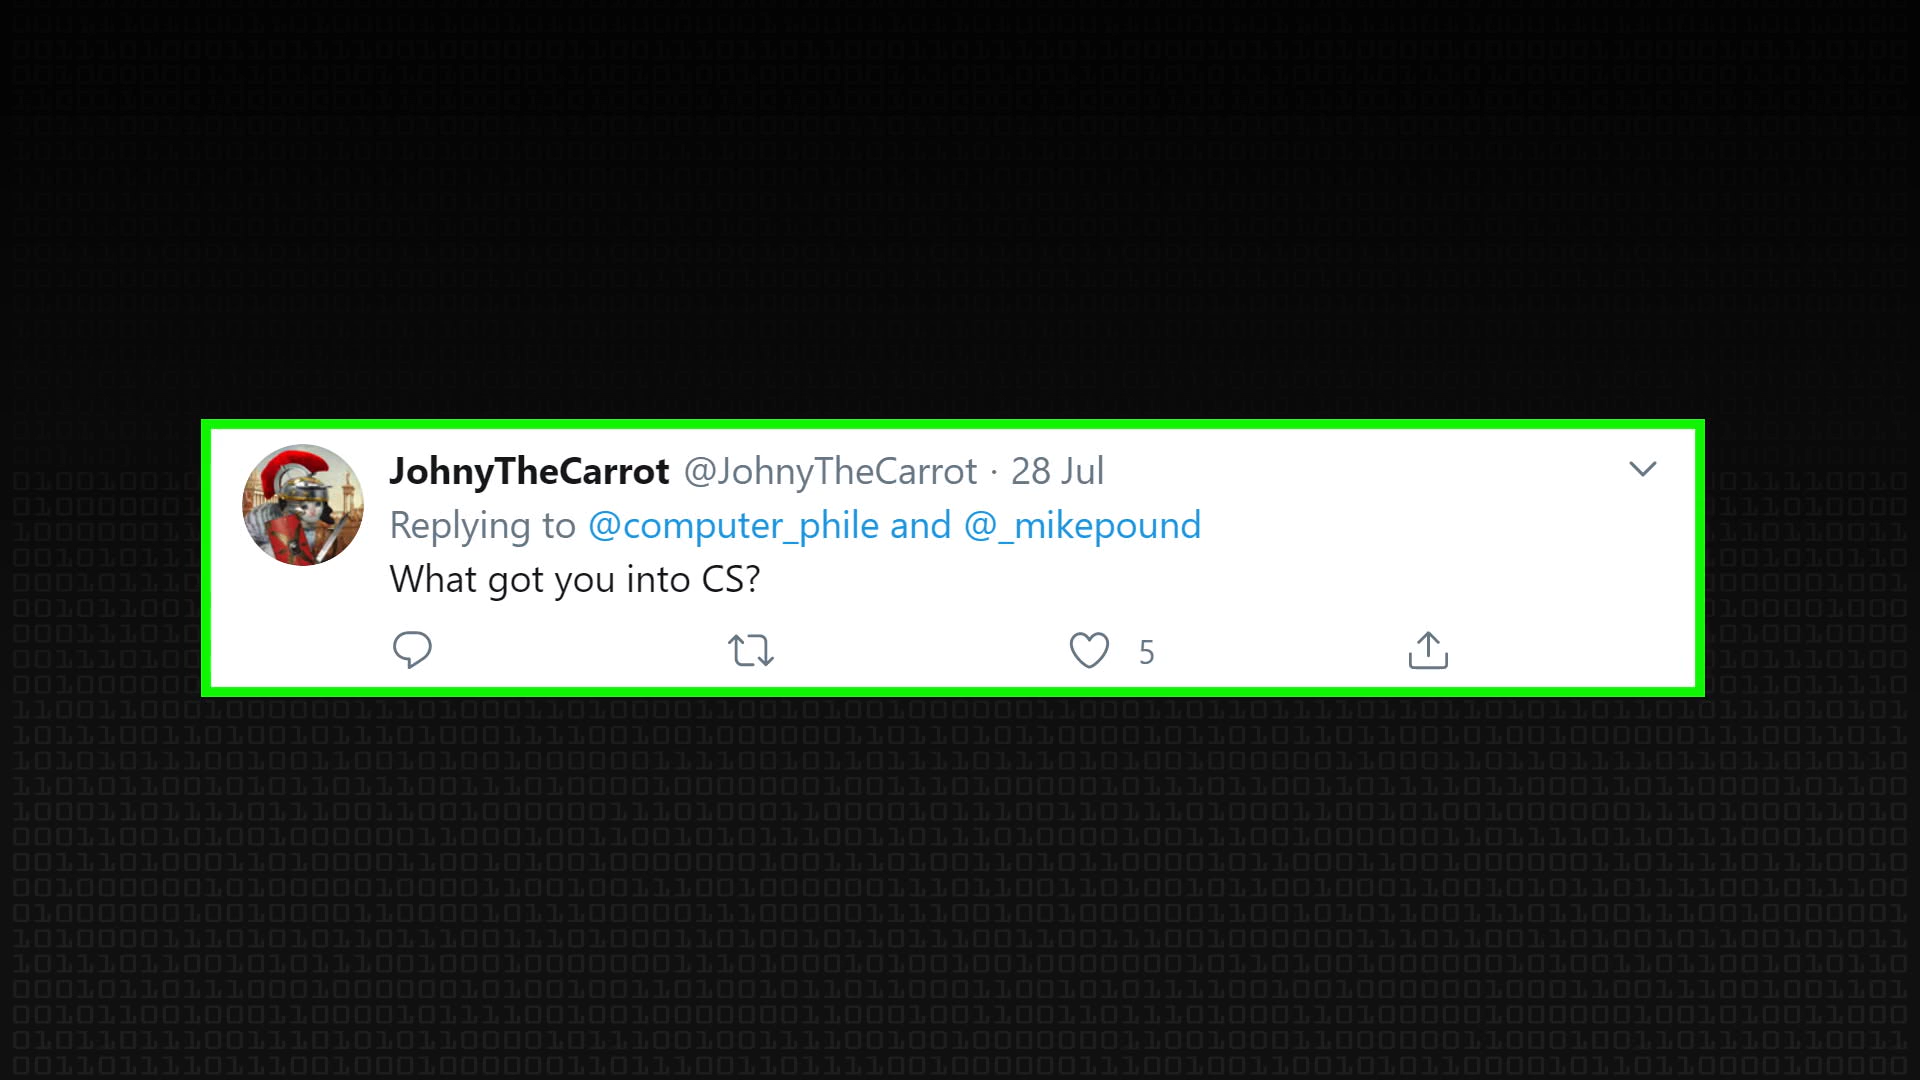 JohnyTheCarrot @JohnyTheCarrot · 28 Jul
Replying to @computer_phile and @_mikepound
What got you into CS?
5